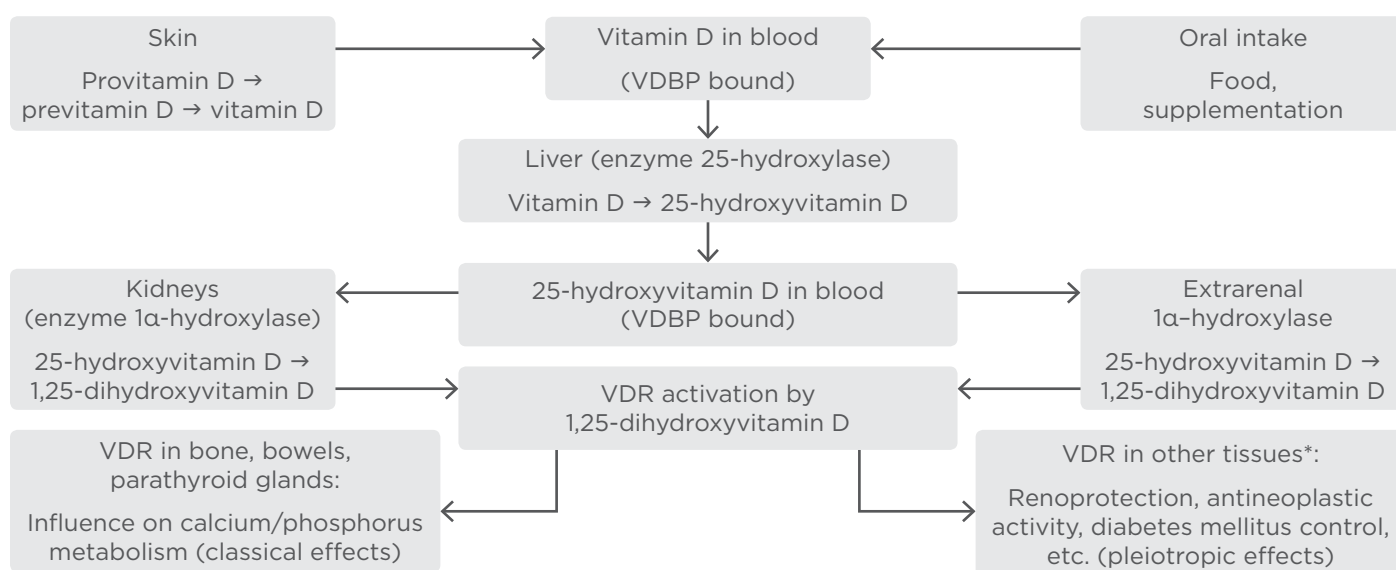 Skin
Provitamin D →
previtamin D → vitamin D
Vitamin D in blood
(VDBP bound)
Oral intake
Food,
supplementation
Liver (enzyme 25-hydroxylase)
Vitamin D → 25-hydroxyvitamin D
Kidneys
(enzyme 1α-hydroxylase)
25-hydroxyvitamin D →
1,25-dihydroxyvitamin D
25-hydroxyvitamin D in blood
(VDBP bound)
Extrarenal
1α–hydroxylase
25-hydroxyvitamin D →
1,25-dihydroxyvitamin D
VDR activation by
1,25-dihydroxyvitamin D
VDR in bone, bowels,
parathyroid glands:
Influence on calcium/phosphorus
metabolism (classical effects)
VDR in other tissues*:
Renoprotection, antineoplastic
activity, diabetes mellitus control,
etc. (pleiotropic effects)